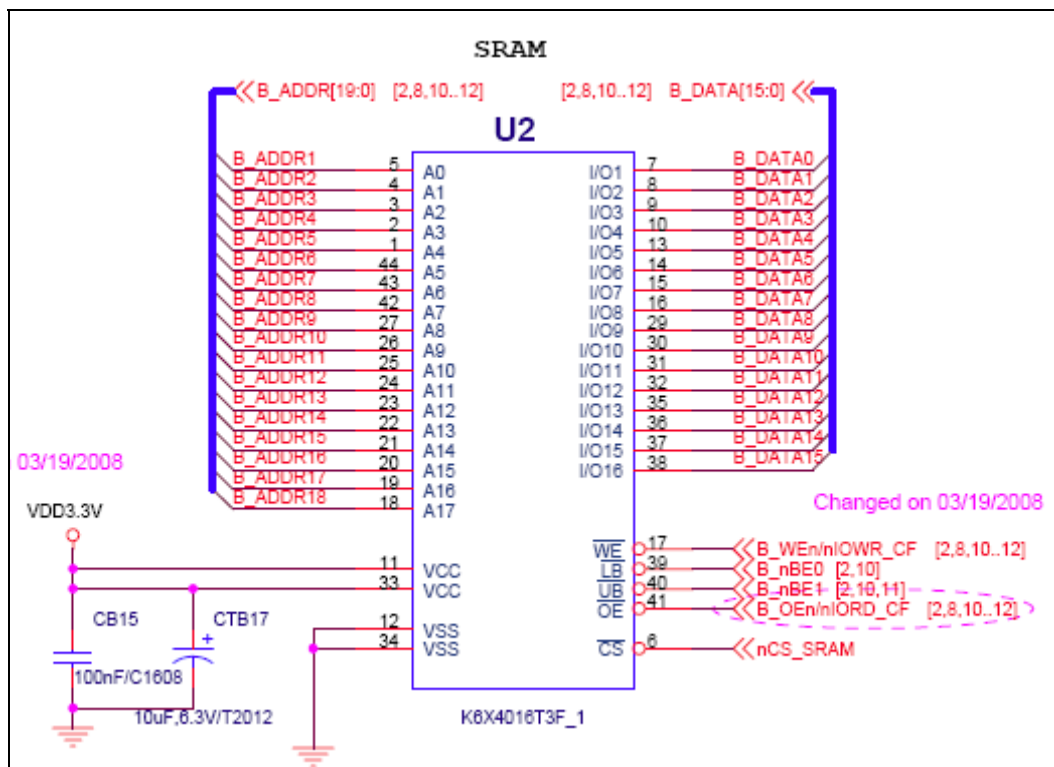 SRAM
B_ADDR[19:0] [2,8,10..12] [2,8,10..12] B_DATA[15:0]
U2
B_ADDR1 5 A0 I/O1 7 B_DATA0
B_ADDR2 4 A1 I/O2 8 B_DATA1
B_ADDR3 3 A2 I/O3 9 B_DATA2
B_ADDR4 2 A3 I/O4 10 B_DATA3
B_ADDR5 1 A4 I/O5 13 B_DATA4
B_ADDR6 44 A5 I/O6 14 B_DATA5
B_ADDR7 43 A6 I/O7 15 B_DATA6
B_ADDR8 42 A7 I/O8 16 B_DATA7
B_ADDR9 27 A8 I/O9 29 B_DATA8
B_ADDR10 26 A9 I/O10 30 B_DATA9
B_ADDR11 25 A10 I/O11 31 B_DATA10
B_ADDR12 24 A11 I/O12 32 B_DATA11
B_ADDR13 23 A12 I/O13 35 B_DATA12
B_ADDR14 22 A13 I/O14 36 B_DATA13
B_ADDR15 21 A14 I/O15 37 B_DATA14
B_ADDR16 20 A15 I/O16 38 B_DATA15
B_ADDR17 19 A16
B_ADDR18 18 A17
03/19/2008
Changed on 03/19/2008
VDD3.3V
WE 17 B_WEn/nIOWR_CF [2,8,10..12]
11 VCC LB 39 B_nBE0 [2,10]
33 VCC UB 40 B_nBE1 [2,10,11]
OE 41 B_OEn/nIORD_CF [2,8,10..12]
CB15 CTB17
12 VSS
34 VSS CS 6 nCS_SRAM
+
100nF/C1608
10uF,6.3V/T2012
K6X4016T3F_1